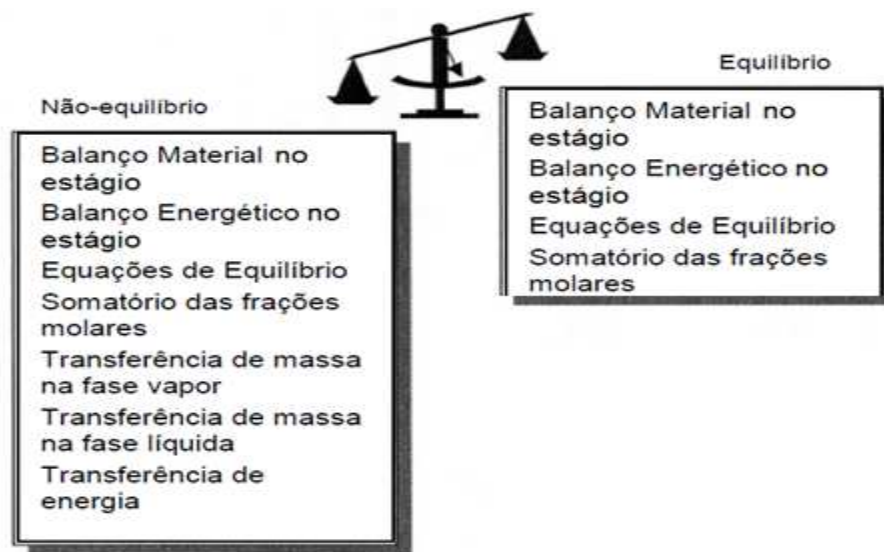 Equilíbrio
Não-equilíbrio
Balanço Material no
estágio
Balanço Energético no
estágio
Equações de Equilíbrio
Somatório das frações
molares
Transferência de massa
na fase vapor
Transferência de massa
na fase líquida
Transferência de
energia
Balanço Material no
estágio
Balanço Energético no
estágio
Equações de Equilíbrio
Somatório das frações
molares